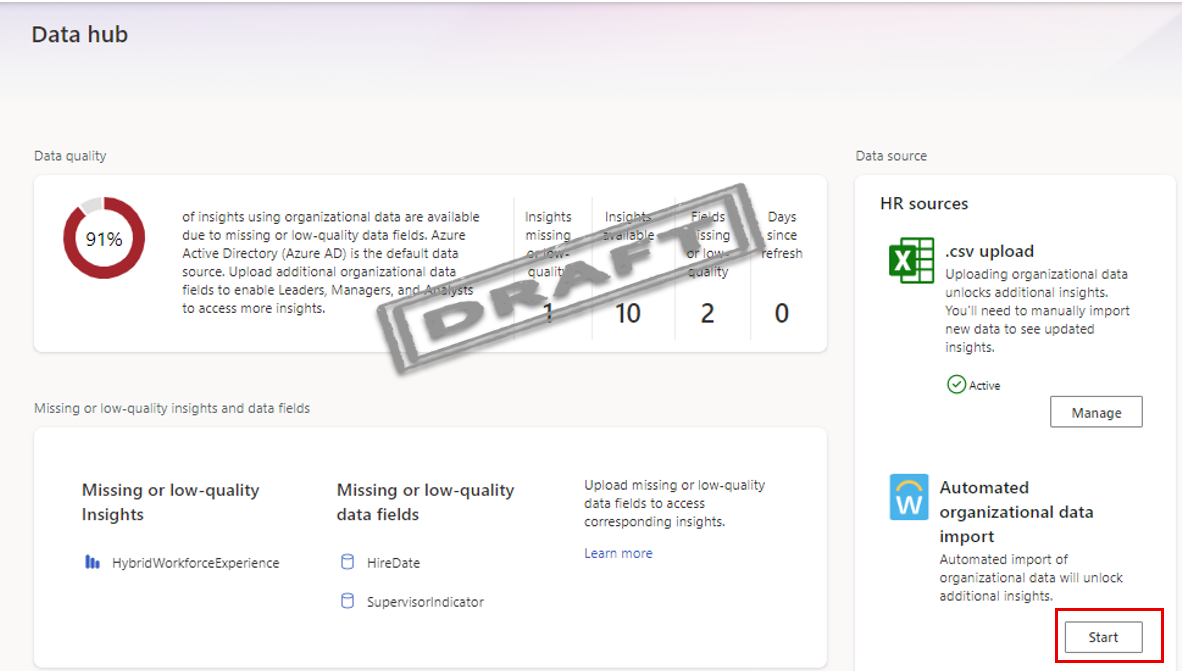 Data hub
Data quality
91%
of insights using organizational data are available
due to missing or low-quality data fields. Azure
Active Directory (Azure AD) is the default data
source. Upload additional organizational data
fields to enable Leaders, Managers, and Analysts
to access more insights.
Insights
missing
or low-
quality
1
Insights
available
10
Fields
missing
or low-
quality
2
Days
since
refresh
0
DRAFT
Missing or low-quality insights and data fields
Missing or low-quality
Insights
HybridWorkforceExperience
Missing or low-quality
data fields
HireDate
SupervisorIndicator
Upload missing or low-quality
data fields to access
corresponding insights.
Learn more
Data source
HR sources
X
.csv upload
Uploading organizational data
unlocks additional insights.
You'll need to manually import
new data to see updated
insights.
Active
Manage
W
Automated
organizational data
import
Automated import of
organizational data will unlock
additional insights.
Start